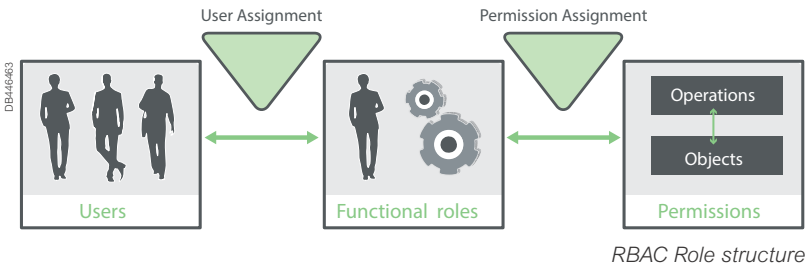 User Assignment
Permission Assignment
DB446463
Operations
Objects
Users
Functional roles
Permissions
RBAC Role structure